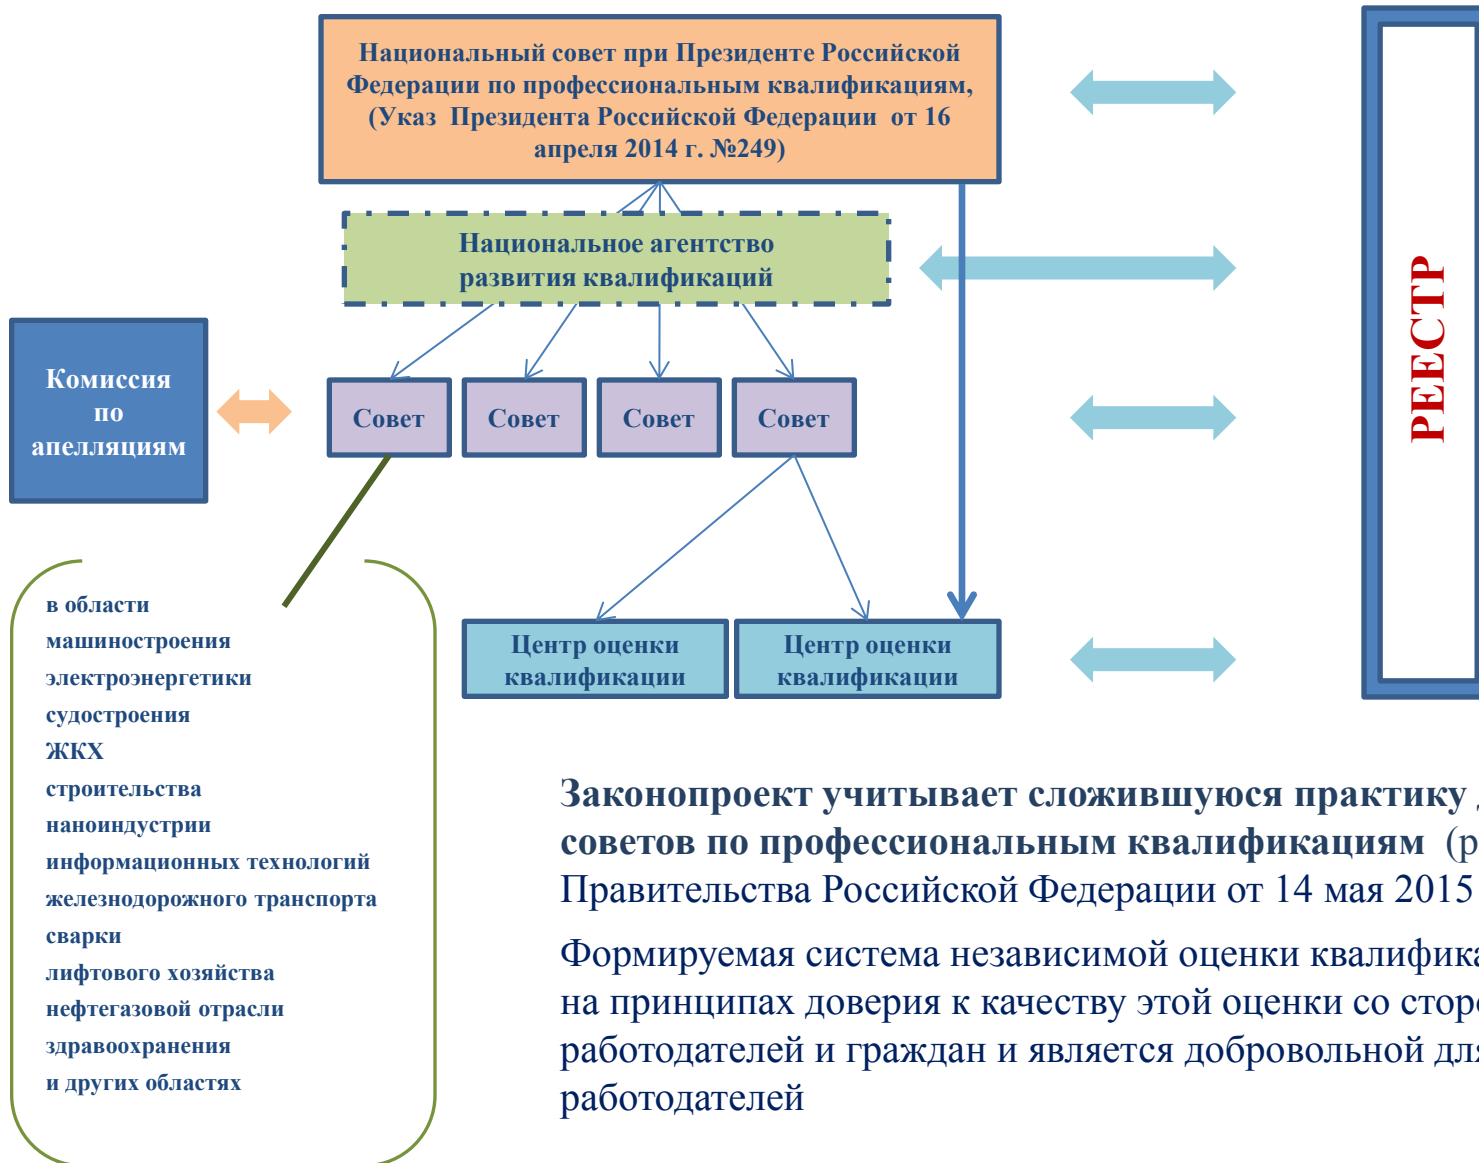 Национальный совет при Президенте Российской
Федерации по профессиональным квалификациям,
(Указ Президента Российской Федерации от 16
апреля 2014 г. №249)
Национальное агентство
развития квалификаций
РЕЕСТР
Комиссия
по
апелляциям
Совет
Совет
Совет
Совет
Центр оценки
квалификации
Центр оценки
квалификации
в области
машиностроения
электроэнергетики
судостроения
ЖКХ
строительства
наноиндустрии
информационных технологий
железнодорожного транспорта
сварки
лифтового хозяйства
нефтегазовой отрасли
здравоохранения
и других областях
Законопроект учитывает сложившуюся практику
советов по профессиональным квалификациям
Правительства Российской Федерации от 14 мая 2015
Формируемая система независимой оценки
на принципах доверия к качеству этой оценки со
работодателей и граждан и является добровольной для
работодателей